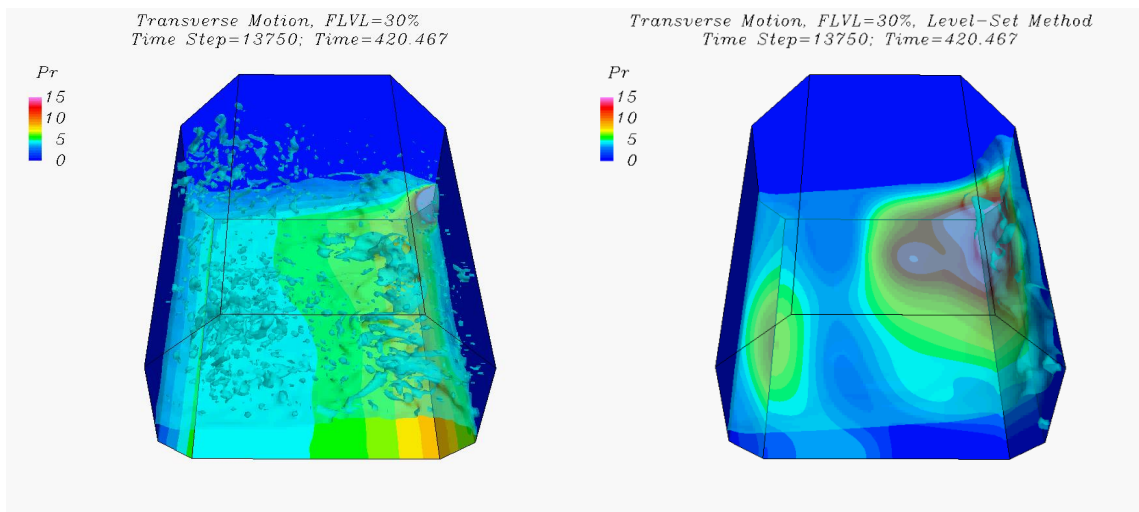 Transverse Motion, FLVL=30%
Time Step=13750; Time=420.467
Pr
15
10
5
0
Transverse Motion, FLVL=30%, Level-Set Method
Time Step=13750; Time=420.467
Pr
15
10
5
0